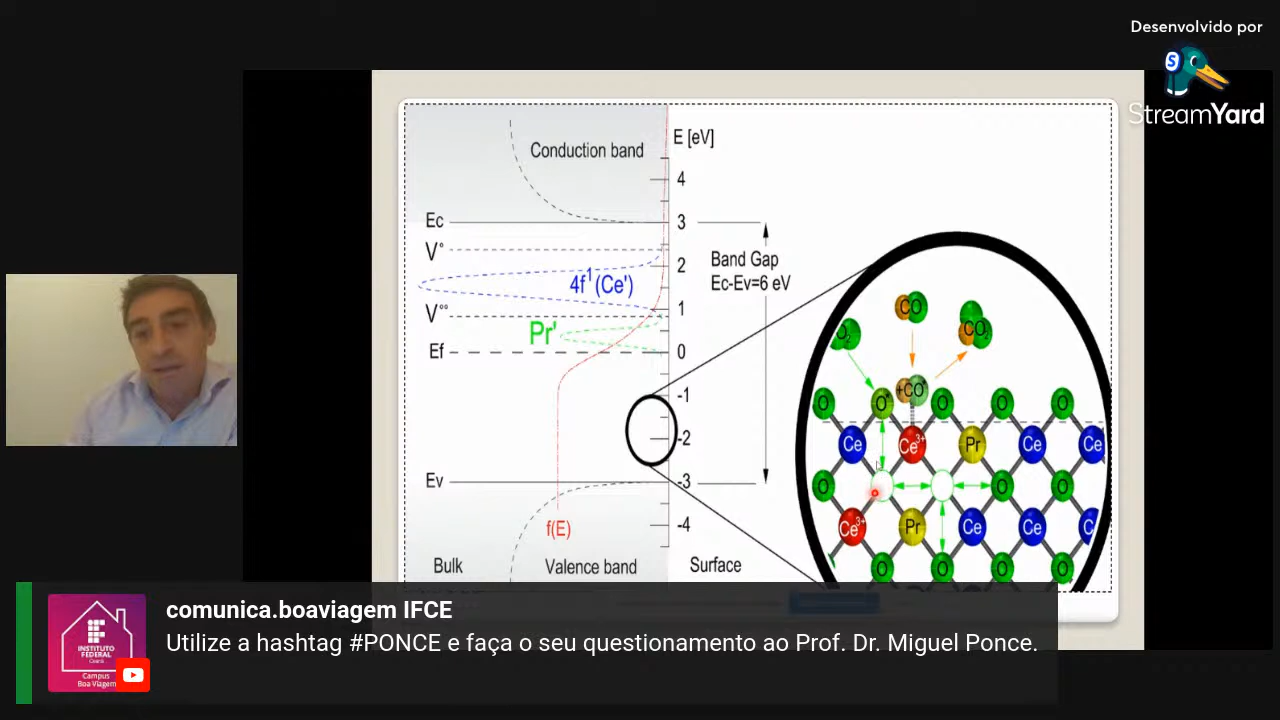 Desenvolvido por
StreamYard
E [eV]
Conduction band
4
Ec
3
V°
Band Gap
2
4f¹(Ce')
Ec-Ev=6 eV
1
V°°
Pr'
Ef
0
-1
-2
Ev
-3
f(E)
-4
Bulk
Valence band
Surface
CO
O₂
CO₂
+CO*
O O* O O O
Ce Ce³⁺ Pr Ce Ce
O O O
Ce³⁺ Pr Ce Ce C
O O O
comunica.boaviagem IFCE
Utilize a hashtag #PONCE e faça o seu questionamento ao Prof. Dr. Miguel Ponce.
INSTITUTO
FEDERAL
Ceará
Campus
Boa Viagem